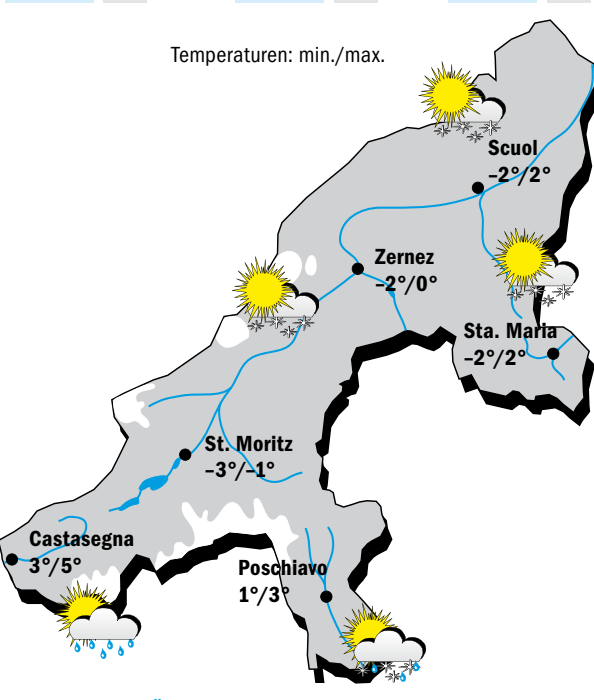 Temperaturen: min./max.
Scuol
–2°/2°
Zernez
–2°/0°
Sta. Maria
–2°/2°
St. Moritz
–3°/–1°
Castasegna
3°/5°
Poschiavo
1°/3°